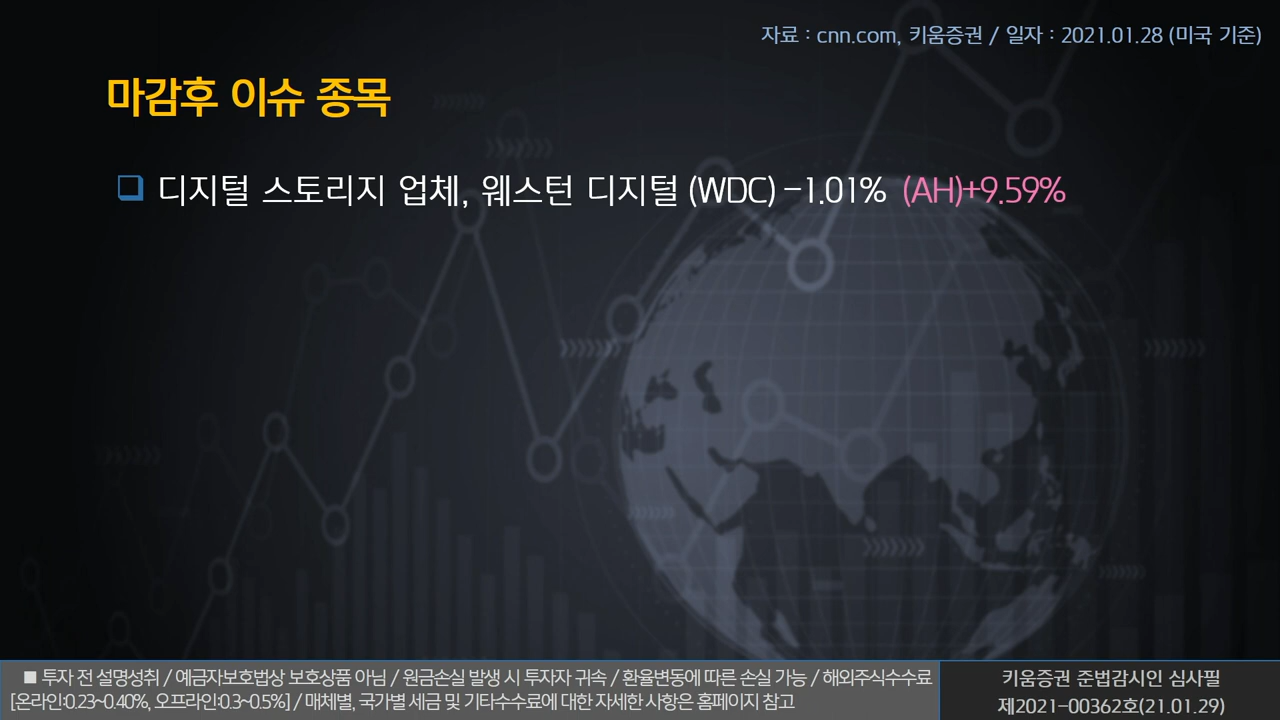 자료 : cnn.com, 키움증권 / 일자 : 2021.01.28 (미국 기준)
마감후 이슈 종목
❑ 디지털 스토리지 업체, 웨스턴 디지털 (WDC) -1.01% (AH)+9.59%
■ 투자 전 설명성취 / 예금자보호법상 보호상품 아님 / 원금손실 발생 시 투자자 귀속 / 환율변동에 따른 손실 가능 / 해외주식수수료
[온라인:0.23~0.40%, 오프라인:0.3~0.5%] / 매체별, 국가별 세금 및 기타수수료에 대한 자세한 사항은 홈페이지 참고
키움증권 준법감시인 심사필
제2021-00362호(21.01.29)